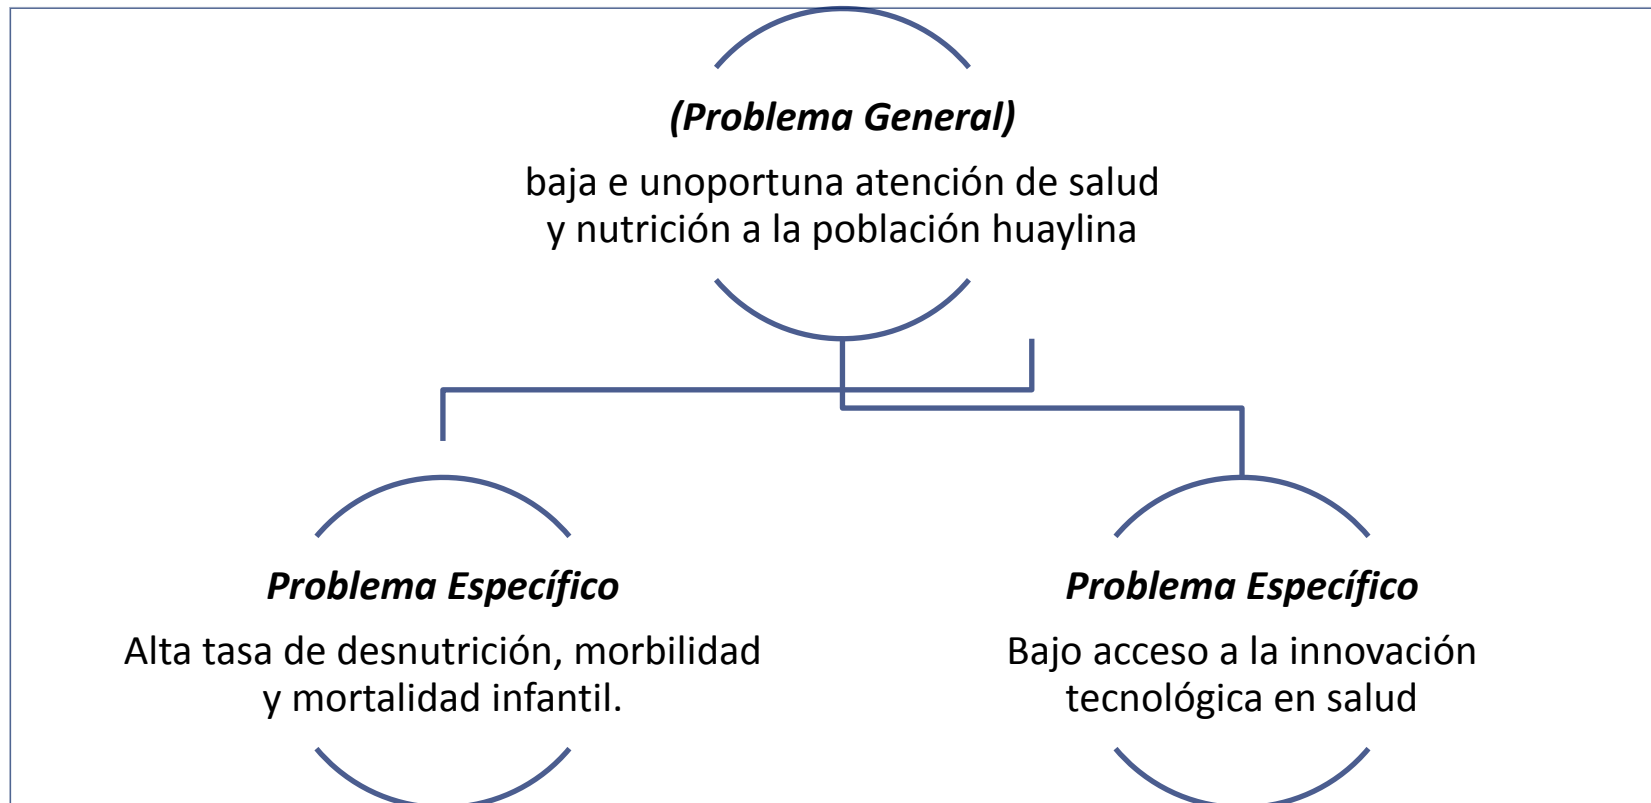 (Problema General)
baja e unoportuna atención de salud
y nutrición a la población huaylina
Problema Específico
Alta tasa de desnutrición, morbilidad
y mortalidad infantil.
Problema Específico
Bajo acceso a la innovación
tecnológica en salud